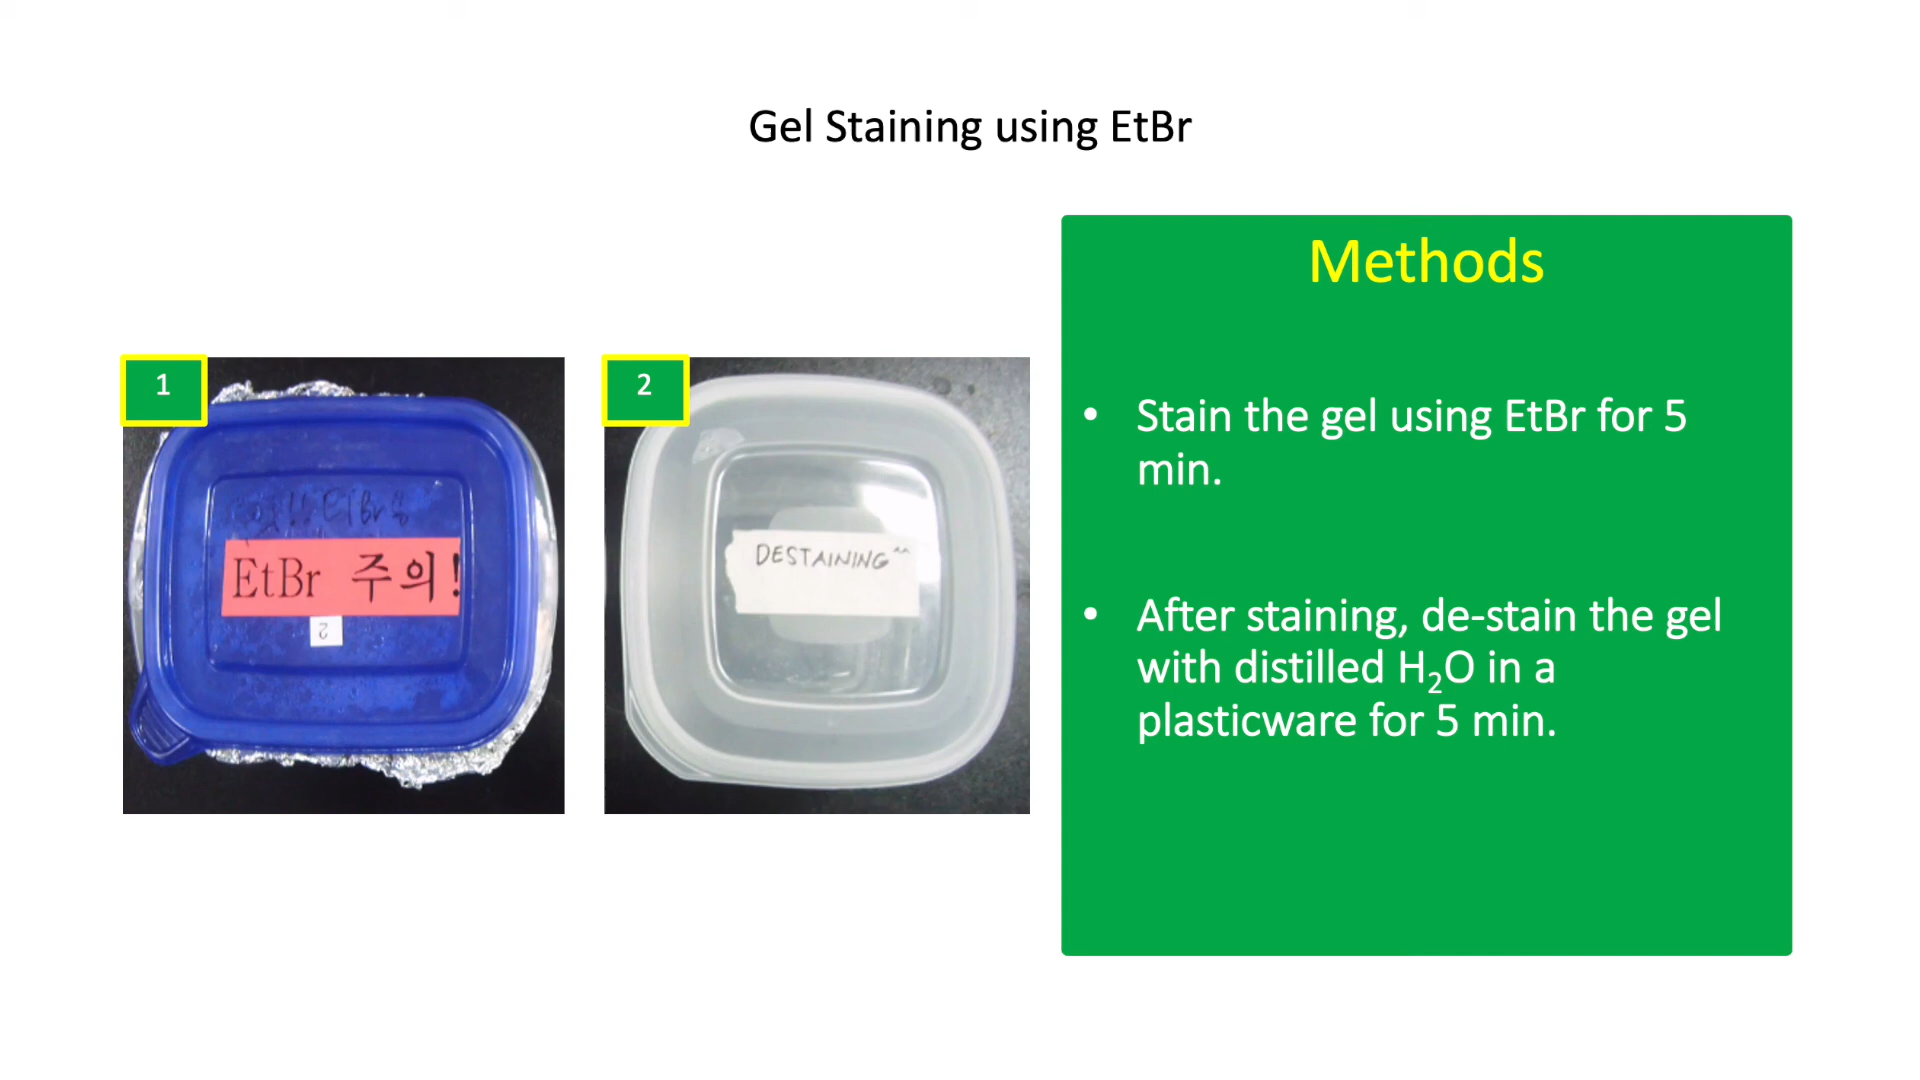 Gel Staining using EtBr
1
EtBr 주의!
2
2
DESTAINING^^
Methods
• Stain the gel using EtBr for 5
min.
• After staining, de-stain the gel
with distilled H₂O in a
plasticware for 5 min.